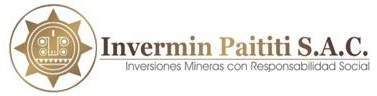 Invermin Paititi S.A.C.
Inversiones Mineras con Responsabilidad Social